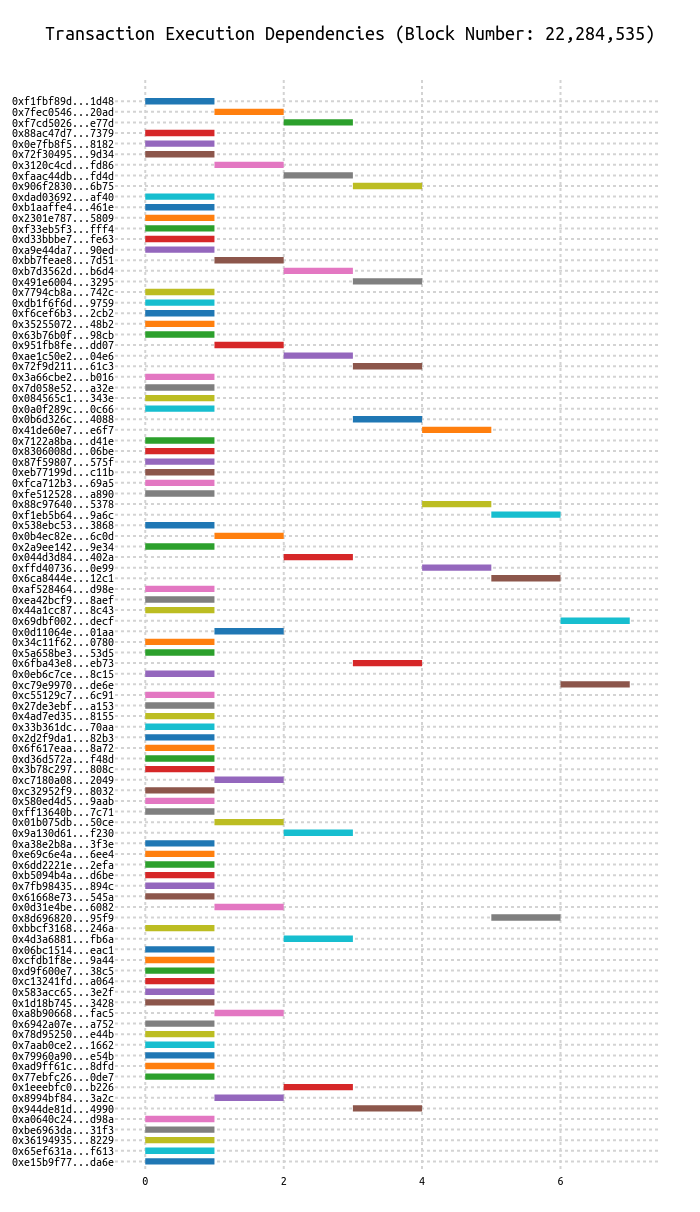 Transaction Execution Dependencies (Block Number: 22,284,535)
0xf1fbf89d...1d48
0x7fec0546...20ad
0xf7cd5026...e77d
0x88ac47d7...7379
0x0e7fb8f5...8182
0x72f30495...9d34
0x3120c4cd...fd86
0xfaac44db...fd4d
0x906f2830...6b75
0xdad03692...af40
0xb1aaffe4...461e
0x2301e787...5809
0xf33eb5f3...fff4
0xd33bbbe7...fe63
0xa9e44da7...90ed
0xbb7feae8...7d51
0xb7d3562d...b6d4
0x491e6004...3295
0x7794cb8a...742c
0xdb1f6f6d...9759
0xf6cef6b3...2cb2
0x35255072...48b2
0x63b76b0f...98cb
0x951fb8fe...dd07
0xae1c50e2...04e6
0x72f9d211...61c3
0x3a66cbe2...b016
0x7d058e52...a32e
0x084565c1...343e
0x0a0f289c...0c66
0x0b6d326c...4088
0x41de60e7...e6f7
0x7122a8ba...d41e
0x8306008d...06be
0x87f59807...575f
0xeb77199d...c11b
0xfca712b3...69a5
0xfe512528...a890
0x88c97640...5378
0xf1eb5b64...9a6c
0x538ebc53...3868
0x0b4ec82e...6c0d
0x2a9ee142...9e34
0x044d3d84...402a
0xffd40736...0e99
0x6ca8444e...12c1
0xaf528464...d98e
0xea42bcf9...8aef
0x44a1cc87...8c43
0x69dbf002...decf
0x0d11064e...01aa
0x34c11f62...0780
0x5a658be3...53d5
0x6fba43e8...eb73
0x0eb6c7ce...8c15
0xc79e9970...de6e
0xc55129c7...6c91
0x27de3ebf...a153
0x4ad7ed35...8155
0x33b361dc...70aa
0x2d2f9da1...82b3
0x6f617eaa...8a72
0xd36d572a...f48d
0x3b78c297...808c
0xc7180a08...2049
0xc32952f9...8032
0x580ed4d5...9aab
0xff13640b...7c71
0x01b075db...50ce
0x9a130d61...f230
0xa38e2b8a...3f3e
0xe69c6e4a...6ee4
0x6dd2221e...2efa
0xb5094b4a...d6be
0x7fb98435...894c
0x61668e73...545a
0x0d31e4be...6082
0x8d696820...95f9
0xbbcf3168...246a
0x4d3a6881...fb6a
0x06bc1514...eac1
0xcfdb1f8e...9a44
0xd9f600e7...38c5
0xc13241fd...a064
0x583acc65...3e2f
0x1d18b745...3428
0xa8b90668...fac5
0x6942a07e...a752
0x78d95250...e44b
0x7aab0ce2...1662
0x79960a90...e54b
0xad9ff61c...8dfd
0x77ebfc26...0de7
0x1eeebfc0...b226
0x8994bf84...3a2c
0x944de81d...4990
0xa0640c24...d98a
0xbe6963da...31f3
0x36194935...8229
0x65ef631a...f613
0xe15b9f77...da6e
0 2 4 6